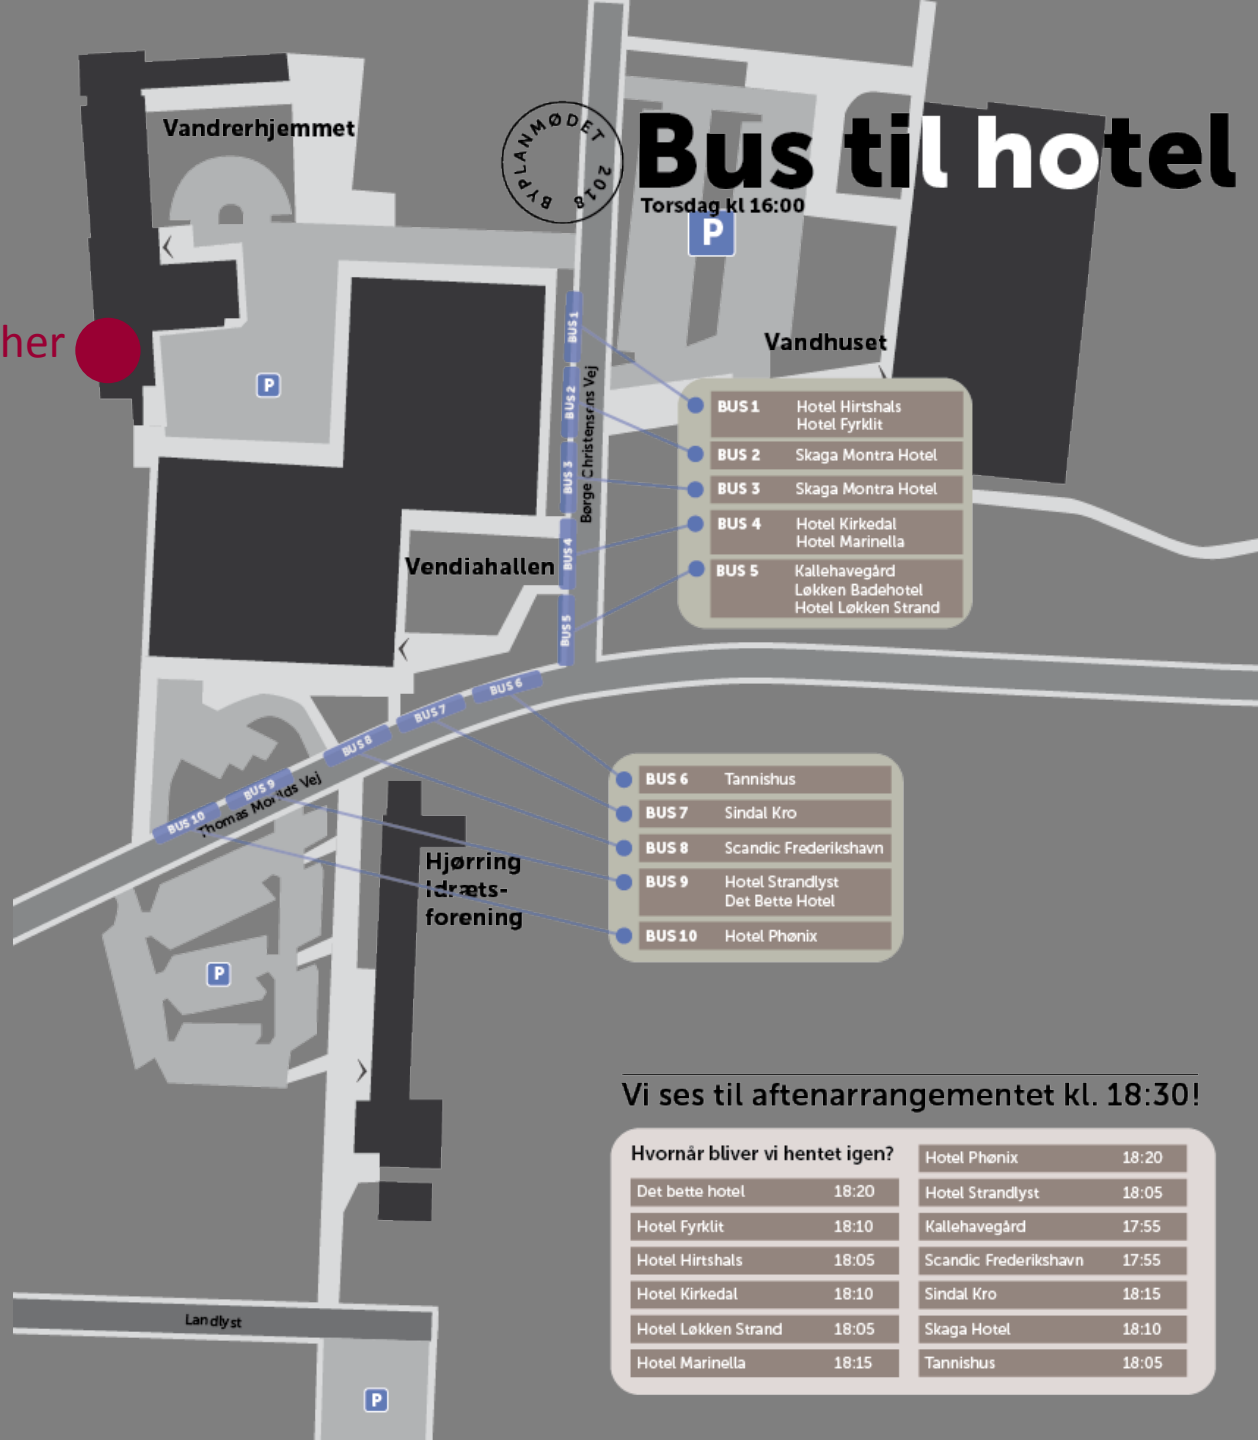 Vandrerhjemmet
BYPLANMØDET 2018
Bus til hotel
Torsdag kl 16:00
P
her
P
Vandhuset
Børge Christensens Vej
BUS 1
BUS 2
BUS 3
BUS 4
BUS 5
BUS 1 Hotel Hirtshals
Hotel Fyrklit
BUS 2 Skaga Montra Hotel
BUS 3 Skaga Montra Hotel
BUS 4 Hotel Kirkedal
Hotel Marinella
BUS 5 Kallehavegård
Løkken Badehotel
Hotel Løkken Strand
Vendiahallen
BUS 6
BUS 7
BUS 8
BUS 9
BUS 10
Thomas Morilds Vej
BUS 6 Tannishus
BUS 7 Sindal Kro
BUS 8 Scandic Frederikshavn
BUS 9 Hotel Strandlyst
Det Bette Hotel
BUS 10 Hotel Phønix
Hjørring
Idræts-
forening
P
Vi ses til aftenarrangementet kl. 18:30!
Hvornår bliver vi hentet igen?
Det bette hotel 18:20
Hotel Fyrklit 18:10
Hotel Hirtshals 18:05
Hotel Kirkedal 18:10
Hotel Løkken Strand 18:05
Hotel Marinella 18:15
Hotel Phønix 18:20
Hotel Strandlyst 18:05
Kallehavegård 17:55
Scandic Frederikshavn 17:55
Sindal Kro 18:15
Skaga Hotel 18:10
Tannishus 18:05
Landlyst
P